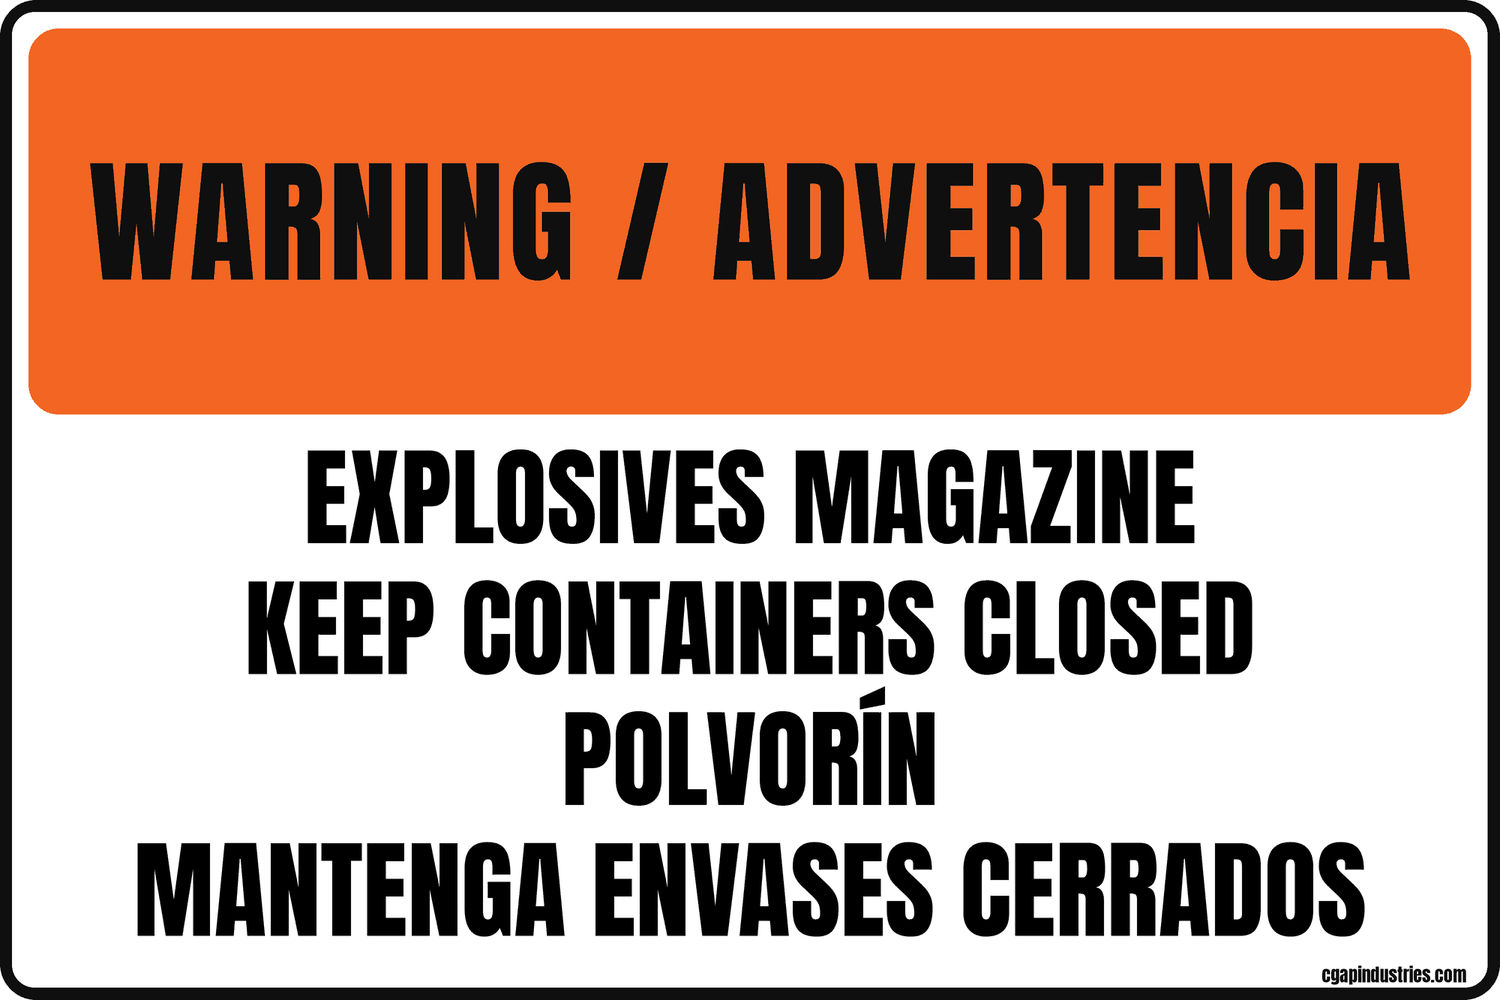 WARNING / ADVERTENCIA
EXPLOSIVES MAGAZINE
KEEP CONTAINERS CLOSED
POLVORÍN
MANTENGA ENVASES CERRADOS
cgapindustries.com